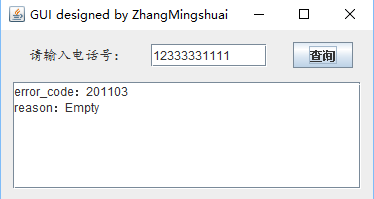 GUI designed by ZhangMingshuai
请输入电话号： 12333331111 查询
error_code：201103
reason：Empty